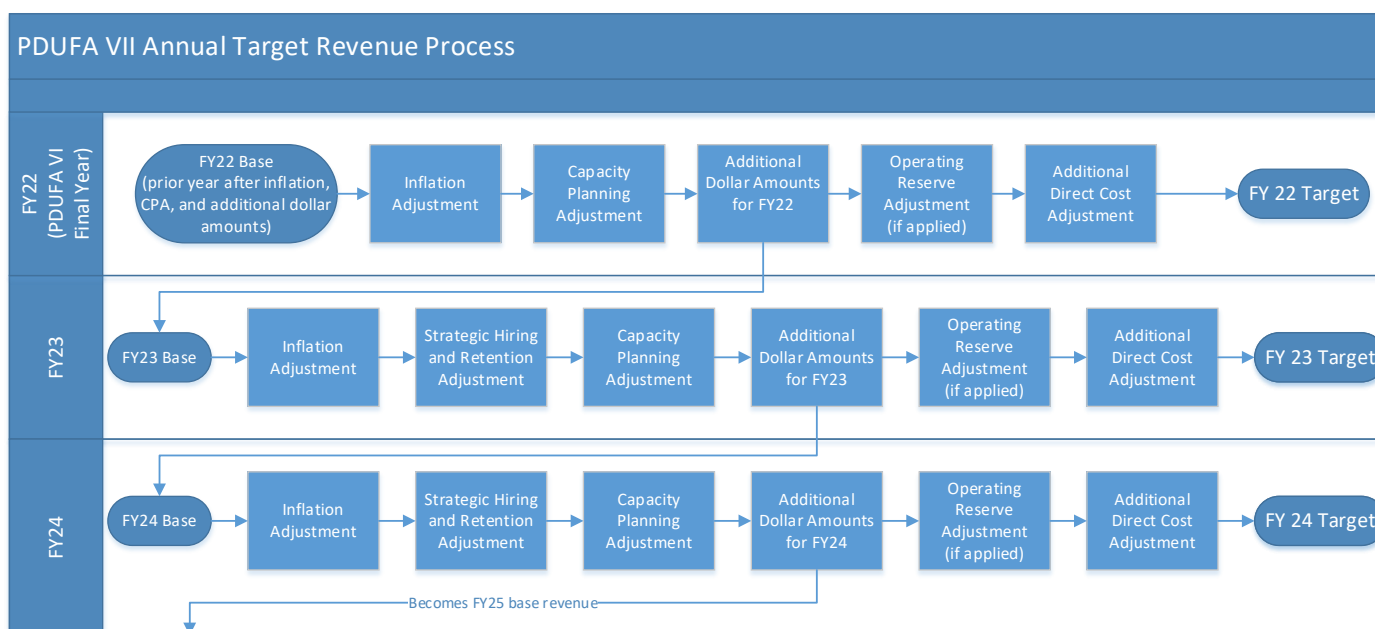 PDUFA VII Annual Target Revenue Process
FY22
(PDUFA VI
Final Year)
FY22 Base
(prior year after inflation,
CPA, and additional dollar
amounts)
Inflation
Adjustment
Capacity
Planning
Adjustment
Additional
Dollar Amounts
for FY22
Operating
Reserve
Adjustment
(if applied)
Additional
Direct Cost
Adjustment
FY 22 Target
FY23
FY23 Base
Inflation
Adjustment
Strategic Hiring
and Retention
Adjustment
Capacity
Planning
Adjustment
Additional
Dollar Amounts
for FY23
Operating
Reserve
Adjustment
(if applied)
Additional
Direct Cost
Adjustment
FY 23 Target
FY24
FY24 Base
Inflation
Adjustment
Strategic Hiring
and Retention
Adjustment
Capacity
Planning
Adjustment
Additional
Dollar Amounts
for FY24
Operating
Reserve
Adjustment
(if applied)
Additional
Direct Cost
Adjustment
FY 24 Target
Becomes FY25 base revenue